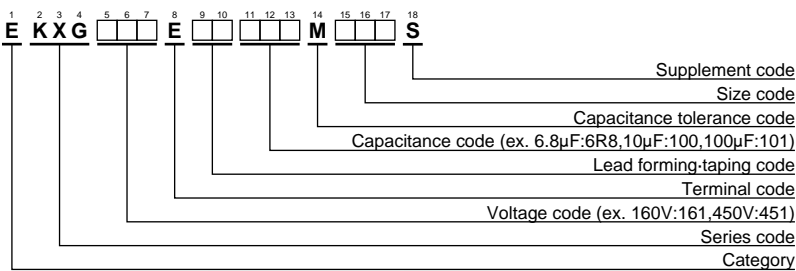 1 2 3 4 5 6 7 8 9 10 11 12 13 14 15 16 17 18
E KXG □□□ E □□ □□□ M □□□ S
Supplement code
Size code
Capacitance tolerance code
Capacitance code (ex. 6.8μF:6R8,10μF:100,100μF:101)
Lead forming·taping code
Terminal code
Voltage code (ex. 160V:161,450V:451)
Series code
Category